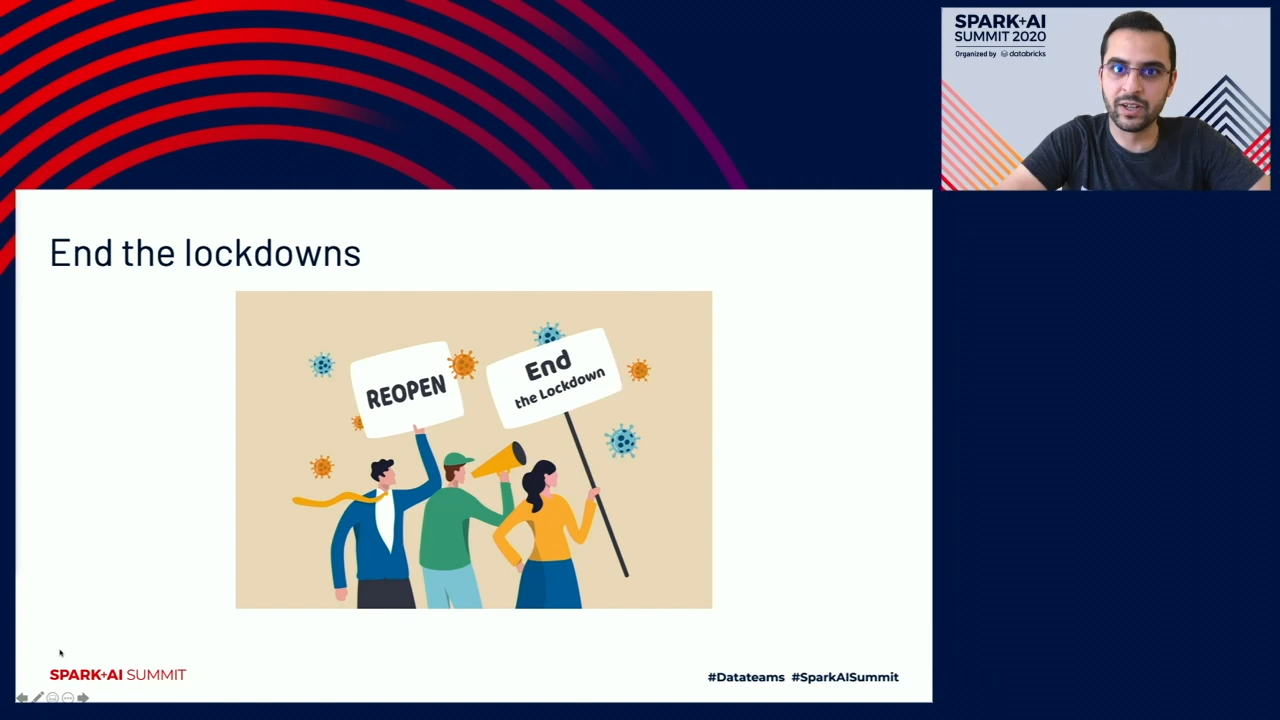 SPARK+AI
SUMMIT 2020
Organized by databricks
End the lockdowns
REOPEN
End
the Lockdown
SPARK+AI SUMMIT
#Datateams #SparkAISummit